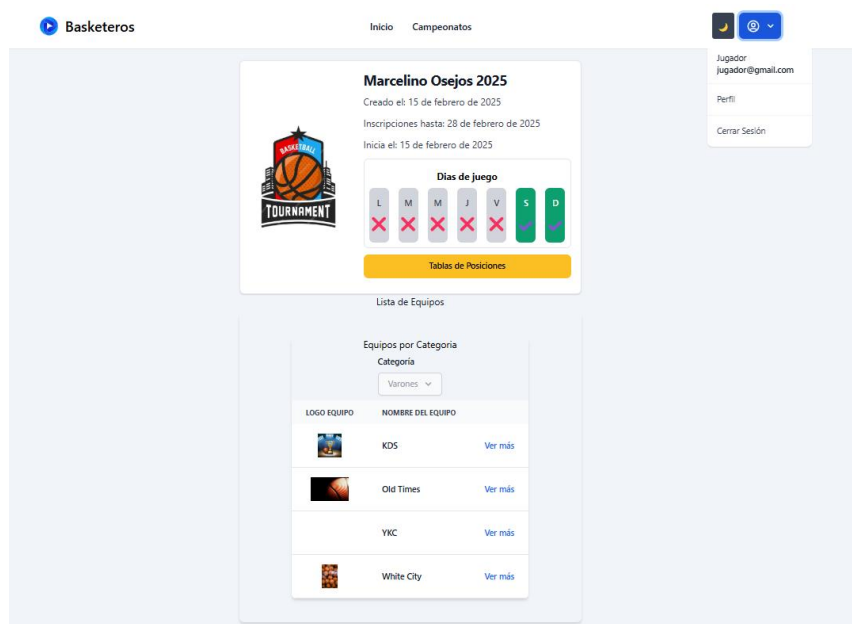 Basketeros
Inicio Campeonatos
Jugador
jugador@gmail.com
Perfil
Cerrar Sesión
Marcelino Osejos 2025
Creado el: 15 de febrero de 2025
Inscripciones hasta: 28 de febrero de 2025
Inicia el: 15 de febrero de 2025
BASKETBALL
TOURNAMENT
Dias de juego
L M M J V S D
Tablas de Posiciones
Lista de Equipos
Equipos por Categoria
Categoría
Varones
LOGO EQUIPO NOMBRE DEL EQUIPO
KDS Ver más
Old Times Ver más
YKC Ver más
White City Ver más